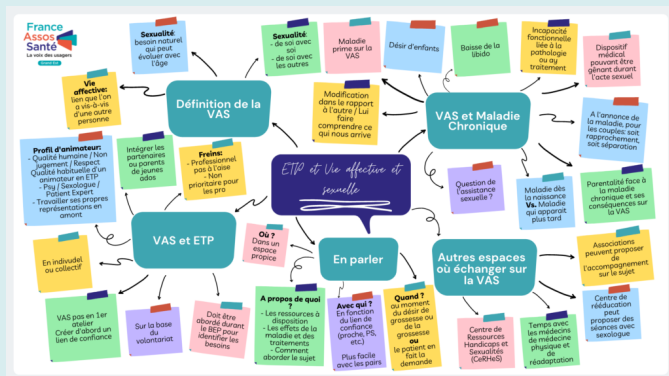 France
Assos
Santé
La voix des usagers
Grand Est
Sexualité:
besoin naturel
qui peut
évoluer avec
l'âge
Sexualité:
- de soi avec
soi
- de soi avec
les autres
Maladie
prime sur la
VAS
Désir d'enfants
Baisse de la
libido
Incapacité
fonctionnelle
liée à la
pathologie
ou ay
traitement
Dispositif
médical
pouvant être
gênant durant
l'acte sexuel
Vie
affective:
lien que l'on
a vis-à-vis
d'une autre
personne
Définition de la
VAS
Modification
dans le rapport
à l'autre / Lui
faire
comprendre ce
qui nous arrive
VAS et Maladie
Chronique
A l'annonce de
la maladie, pour
les couples: soit
rapprochement,
soit séparation
Profil d'animateur:
- Qualité humaine / Non
jugement / Respect
Qualité habituelle d'un
animateur en ETP
- Psy / Sexologue /
Patient Expert
- Travailler ses propres
représentations en
amont
Intégrer les
partenaires
ou parents
de jeunes
ados
Freins:
- Professionnel
pas à l'aise
- Non
prioritaire pour
les pro
ETP et Vie affective et
sexuelle
Question de
l'assistance
sexuelle ?
Maladie dès
la naissance
Vs. Maladie
qui apparait
plus tard
Parentalité face à
la maladie
chronique et ses
conséquences sur
la VAS
VAS et ETP
Où ?
Dans un
espace
propice
En parler
Autres espaces
où échanger sur
la VAS
Associations
peuvent proposer
de
l'accompagnement
sur le sujet
En indivudel
ou collectif
VAS pas en 1er
atelier
Créer d'abord un
lien de confiance
Sur la base
du
volontariat
Doit être
abordé durant
le BEP pour
identifier les
besoins
A propos de quoi
?
- Les ressources à
disposition
- Les effets de la
maladie et des
traitements
- Comment
aborder le sujet
Avec qui ?
En fonction
du lien de
confiance
(proche, PS,
etc.)
Plus facile
avec les pairs
Quand ?
au moment
du désir de
grossesse ou
de la
grossesse
ou
le patient en
fait la
demande
Centre de
Ressources
Handicaps et
Sexualités
(CeRHeS)
Temps avec
les médecins
de médecine
physique et
de
réadaptation
Centre de
rééducation
peut
proposer des
séances avec
sexologue